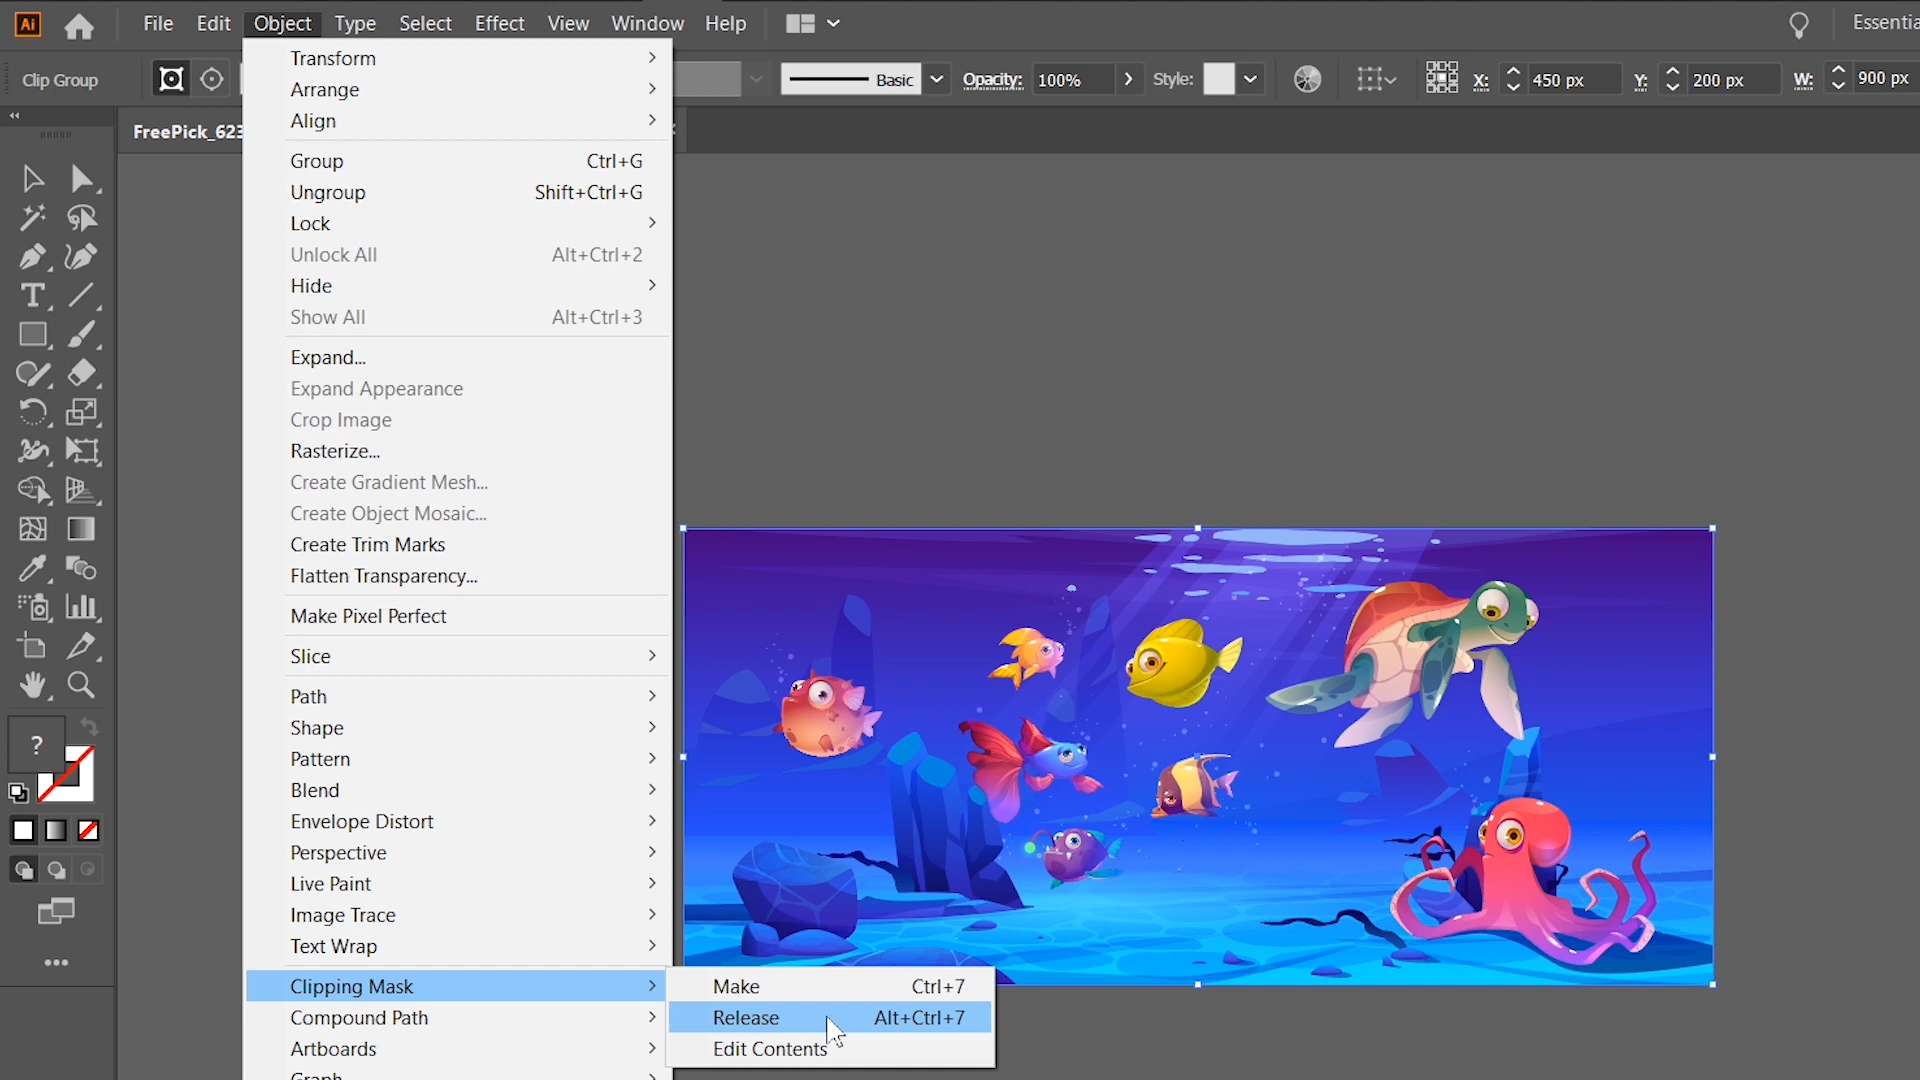 Ai File Edit Object Type Select Effect View Window Help Essentia
Clip Group Basic Opacity: 100% Style: X: 450 px Y: 200 px W: 900 px
FreePick_623
Transform
Arrange
Align
Group Ctrl+G
Ungroup Shift+Ctrl+G
Lock
Unlock All Alt+Ctrl+2
Hide
Show All Alt+Ctrl+3
Expand...
Expand Appearance
Crop Image
Rasterize...
Create Gradient Mesh...
Create Object Mosaic...
Create Trim Marks
Flatten Transparency...
Make Pixel Perfect
Slice
Path
Shape
Pattern
Blend
Envelope Distort
Perspective
Live Paint
Image Trace
Text Wrap
Clipping Mask
Compound Path
Artboards
Graph
Make Ctrl+7
Release Alt+Ctrl+7
Edit Contents
?